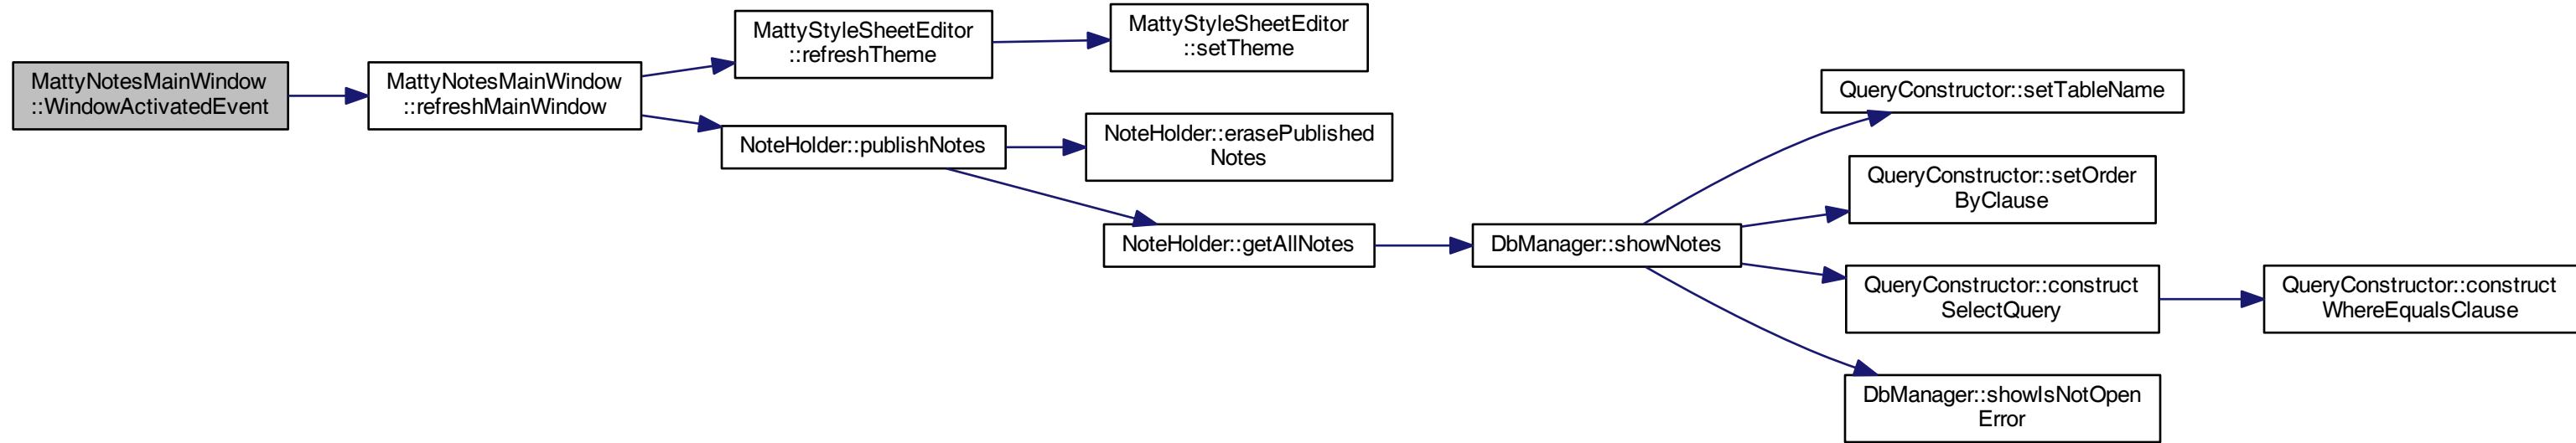 MattyNotesMainWindow
::WindowActivatedEvent
MattyNotesMainWindow
::refreshMainWindow
MattyStyleSheetEditor
::refreshTheme
MattyStyleSheetEditor
::setTheme
NoteHolder::publishNotes
NoteHolder::erasePublished
Notes
NoteHolder::getAllNotes
DbManager::showNotes
QueryConstructor::setTableName
QueryConstructor::setOrder
ByClause
QueryConstructor::construct
SelectQuery
QueryConstructor::construct
WhereEqualsClause
DbManager::showIsNotOpen
Error